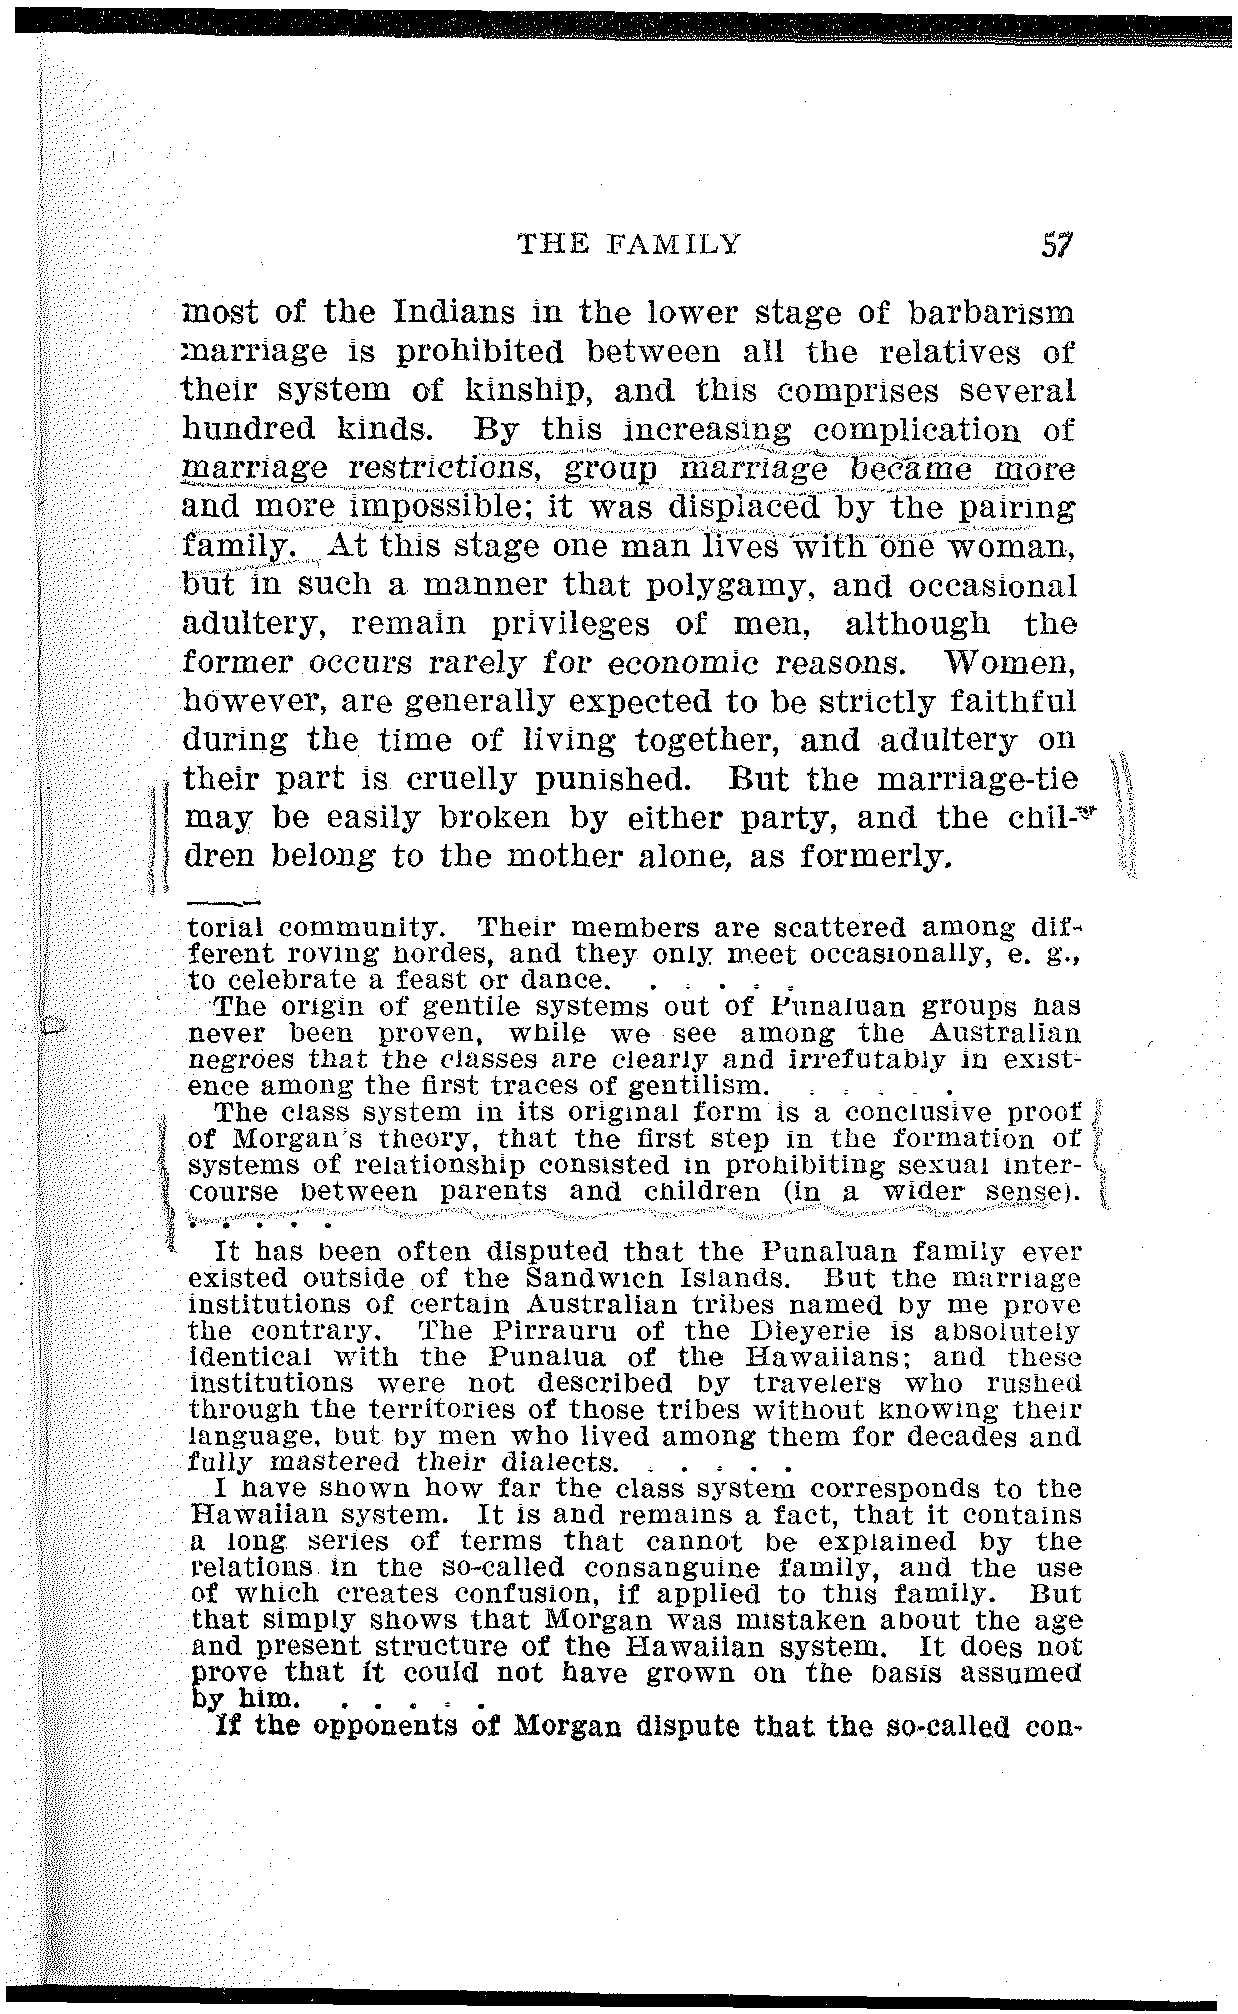 THE FAMILY 57
most of the Indians in the lower stage of barbarism
marriage is prohibited between all the relatives of
their system of kinship, and this comprises several
hundred kinds. By this increasing complication of
marriage restrictions, group marriage became more
and more impossible; it was displaced by the pairing
family. At this stage one man lives with one woman,
but in such a manner that polygamy, and occasional
adultery, remain privileges of men, although the
former occurs rarely for economic reasons. Women,
however, are generally expected to be strictly faithful
during the time of living together, and adultery on
their part is cruelly punished. But the marriage-tie
may be easily broken by either party, and the chil-
dren belong to the mother alone, as formerly.
torial community. Their members are scattered among dif-
ferent roving hordes, and they only meet occasionally, e. g.,
to celebrate a feast or dance. . . . . .
The origin of gentile systems out of Punaluan groups has
never been proven, while we see among the Australian
negroes that the classes are clearly and irrefutably in exist-
ence among the first traces of gentilism. . . . . .
The class system in its original form is a conclusive proof
of Morgan's theory, that the first step in the formation of
systems of relationship consisted in prohibiting sexual inter-
course between parents and children (in a wider sense).
. . . . .
It has been often disputed that the Punaluan family ever
existed outside of the Sandwich Islands. But the marriage
institutions of certain Australian tribes named by me prove
the contrary. The Pirrauru of the Dieyerie is absolutely
identical with the Punalua of the Hawaiians; and these
institutions were not described by travelers who rushed
through the territories of those tribes without knowing their
language, but by men who lived among them for decades and
fully mastered their dialects. . . . . .
I have shown how far the class system corresponds to the
Hawaiian system. It is and remains a fact, that it contains
a long series of terms that cannot be explained by the
relations in the so-called consanguine family, and the use
of which creates confusion, if applied to this family. But
that simply shows that Morgan was mistaken about the age
and present structure of the Hawaiian system. It does not
prove that it could not have grown on the basis assumed
by him. . . . . .
If the opponents of Morgan dispute that the so-called con-